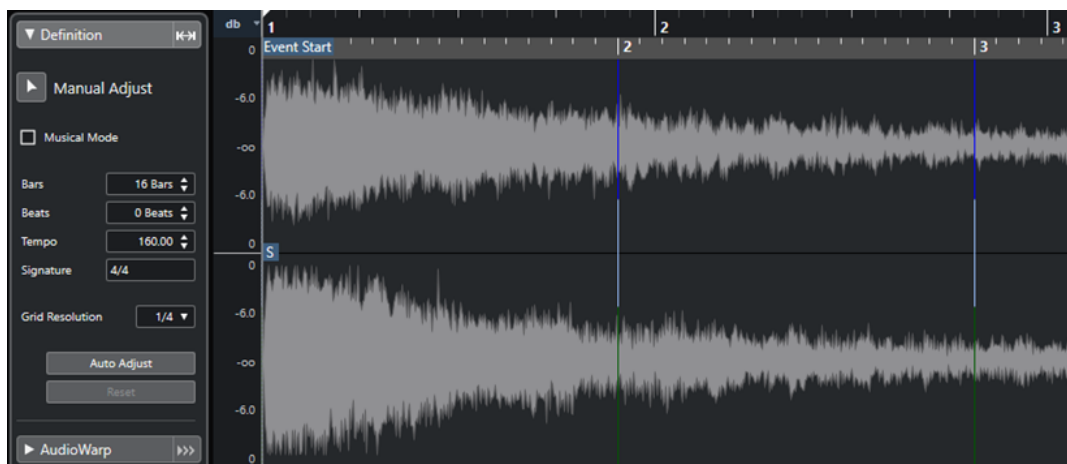 Definition
Manual Adjust
Musical Mode
Bars 16 Bars
Beats 0 Beats
Tempo 160.00
Signature 4/4
Grid Resolution 1/4
Auto Adjust
Reset
AudioWarp
db 1 2 3
0 Event Start 2 3
-6.0
-∞
-6.0
0 S
0
-6.0
-∞
-6.0
0